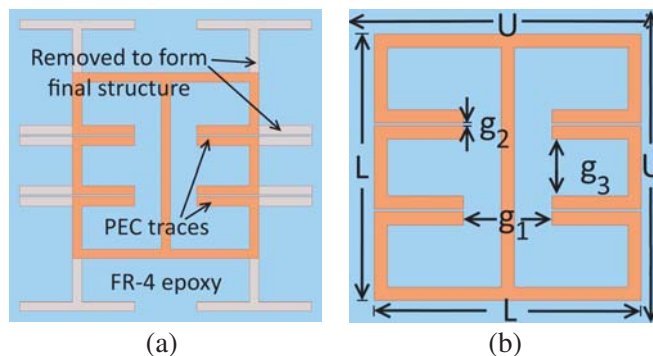 Removed to form
final structure
PEC traces
FR-4 epoxy
(a)
U
L
g2
g3
U
g1
L
(b)